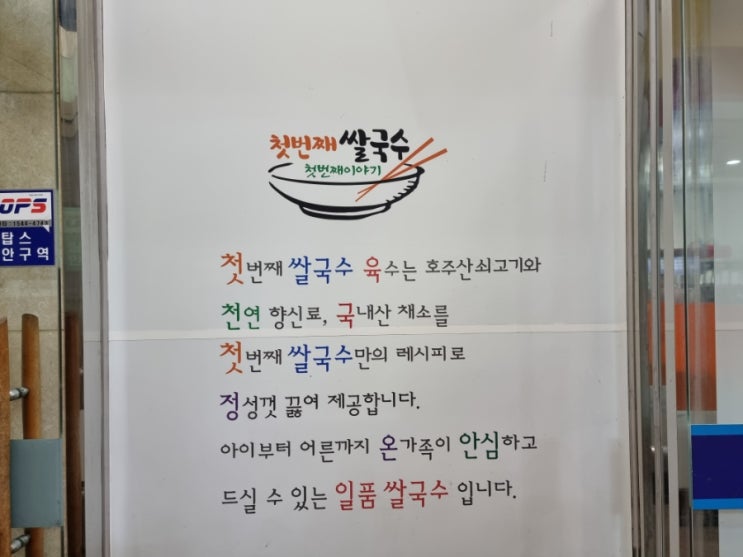 첫번째 쌀국수
첫번째이야기
첫번째 쌀국수 육수는 호주산쇠고기와
천연 향신료, 국내산 채소를
첫번째 쌀국수만의 레시피로
정성껏 끓여 제공합니다.
아이부터 어른까지 온가족이 안심하고
드실 수 있는 일품 쌀국수 입니다.
OPS
탑스
안구역